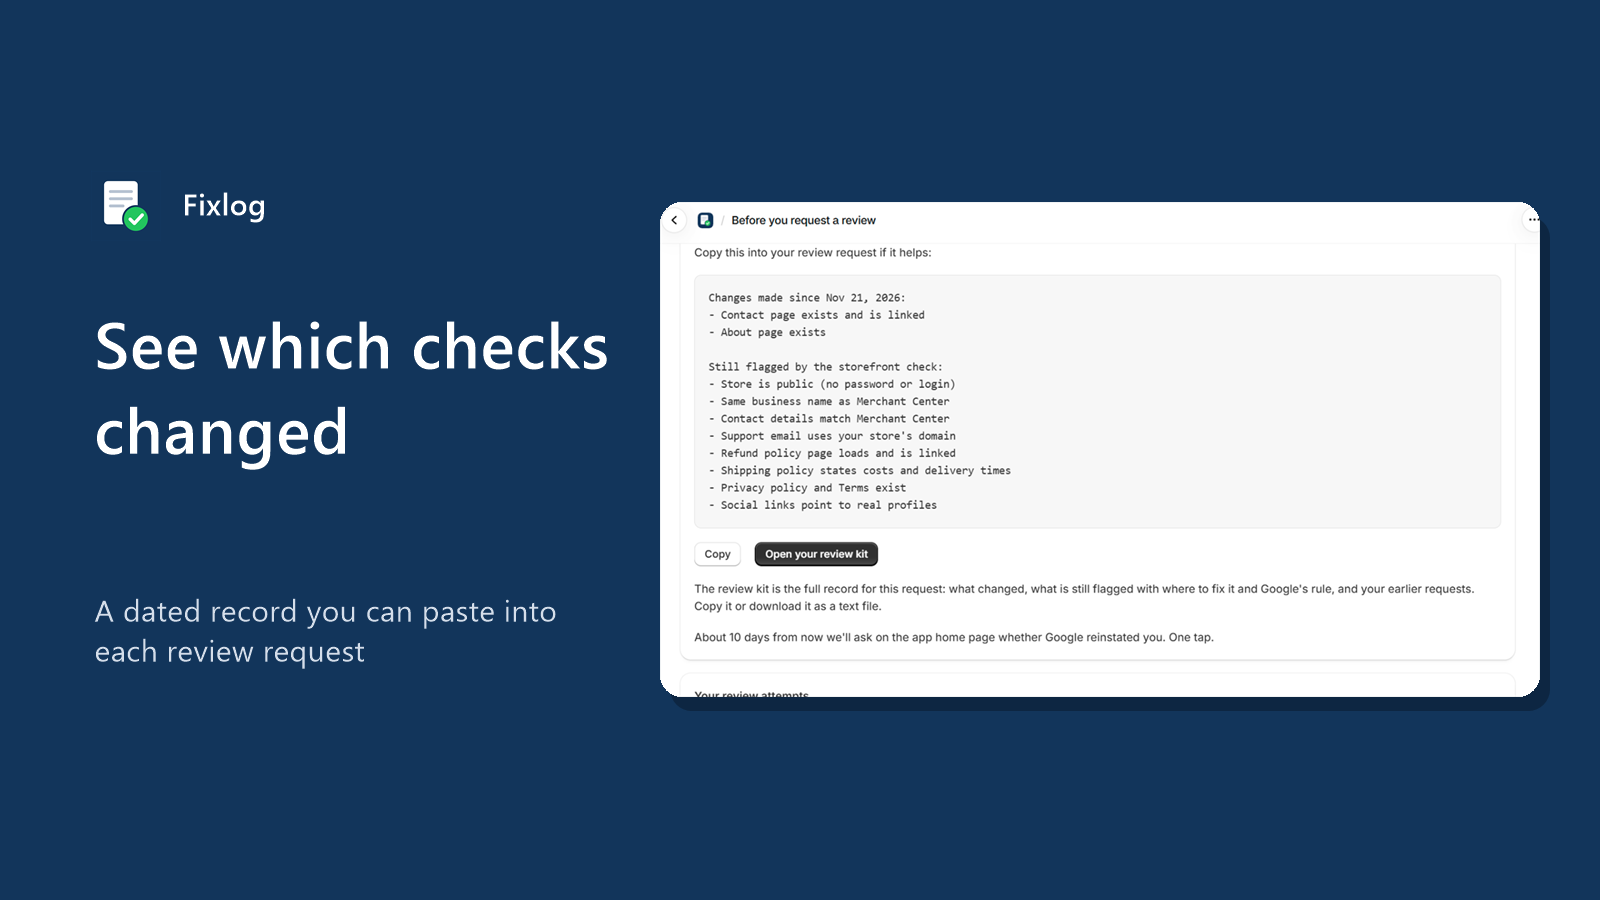 Fixlog
See which checks
changed
A dated record you can paste into
each review request
/ Before you request a review
Copy this into your review request if it helps:
Changes made since Nov 21, 2026:
- Contact page exists and is linked
- About page exists
Still flagged by the storefront check:
- Store is public (no password or login)
- Same business name as Merchant Center
- Contact details match Merchant Center
- Support email uses your store's domain
- Refund policy page loads and is linked
- Shipping policy states costs and delivery times
- Privacy policy and Terms exist
- Social links point to real profiles
Copy
Open your review kit
The review kit is the full record for this request: what changed, what is still flagged with where to fix it and Google's rule, and your earlier requests.
Copy it or download it as a text file.
About 10 days from now we'll ask on the app home page whether Google reinstated you. One tap.
Your review attempts